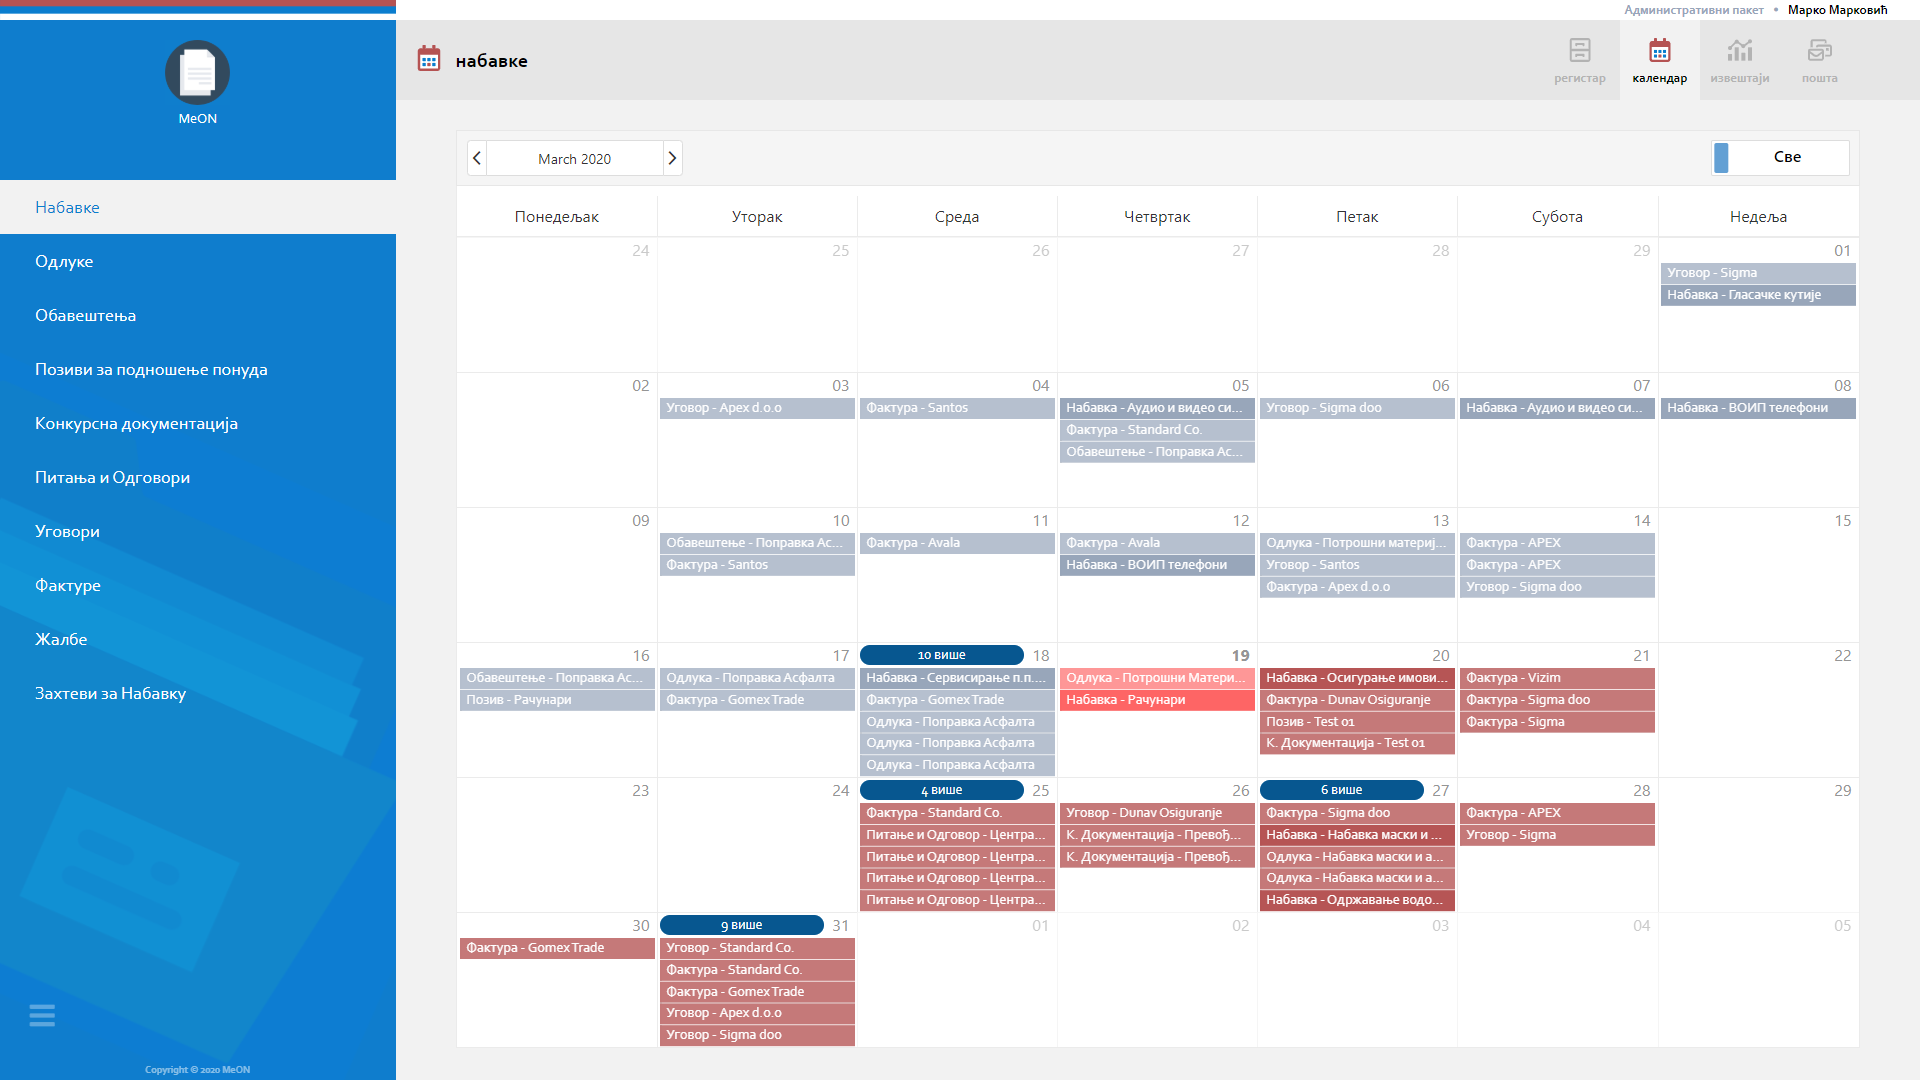 Административни пакет • Марко Марковић
MeON
набавке
регистар
календар
извештаји
пошта
Набавке
Одлуке
Обавештења
Позиви за подношење понуда
Конкурсна документација
Питања и Одговори
Уговори
Фактуре
Жалбе
Захтеви за Набавку
Copyright © 2020 MeON
March 2020
Све
Понедељак Уторак Среда Четвртак Петак Субота Недеља
24 25 26 27 28 29 01
Уговор - Sigma
Набавка - Гласачке кутије
02
03
Уговор - Apex d.o.o
04
Фактура - Santos
05
Набавка - Аудио и видео си...
Фактура - Standard Co.
Обавештење - Поправка Ас...
06
Уговор - Sigma doo
07
Набавка - Аудио и видео си...
08
Набавка - ВОИП телефони
09
10
Обавештење - Поправка Ас...
Фактура - Santos
11
Фактура - Avala
12
Фактура - Avala
Набавка - ВОИП телефони
13
Одлука - Потрошни материј...
Уговор - Santos
Фактура - Apex d.o.o
14
Фактура - APEX
Фактура - APEX
Уговор - Sigma doo
15
16
Обавештење - Поправка Ас...
Позив - Рачунари
17
Одлука - Поправка Асфалта
Фактура - Gomex Trade
10 више 18
Набавка - Сервисирање п.п....
Фактура - Gomex Trade
Одлука - Поправка Асфалта
Одлука - Поправка Асфалта
Одлука - Поправка Асфалта
19
Одлука - Потрошни Матери...
Набавка - Рачунари
20
Набавка - Осигурање имови...
Фактура - Dunav Osiguranje
Позив - Test 01
К. Документација - Test 01
21
Фактура - Vizim
Фактура - Sigma doo
Фактура - Sigma
22
23
24
4 више 25
Фактура - Standard Co.
Питање и Одговор - Центра...
Питање и Одговор - Центра...
Питање и Одговор - Центра...
Питање и Одговор - Центра...
26
Уговор - Dunav Osiguranje
К. Документација - Превођ...
К. Документација - Превођ...
6 више 27
Фактура - Sigma doo
Набавка - Набавка маски и ...
Одлука - Набавка маски и а...
Одлука - Набавка маски и а...
Набавка - Одржавање водо...
28
Фактура - APEX
Уговор - Sigma
29
30
Фактура - Gomex Trade
9 више 31
Уговор - Standard Co.
Фактура - Standard Co.
Фактура - Gomex Trade
Уговор - Apex d.o.o
Уговор - Sigma doo
01 02 03 04 05